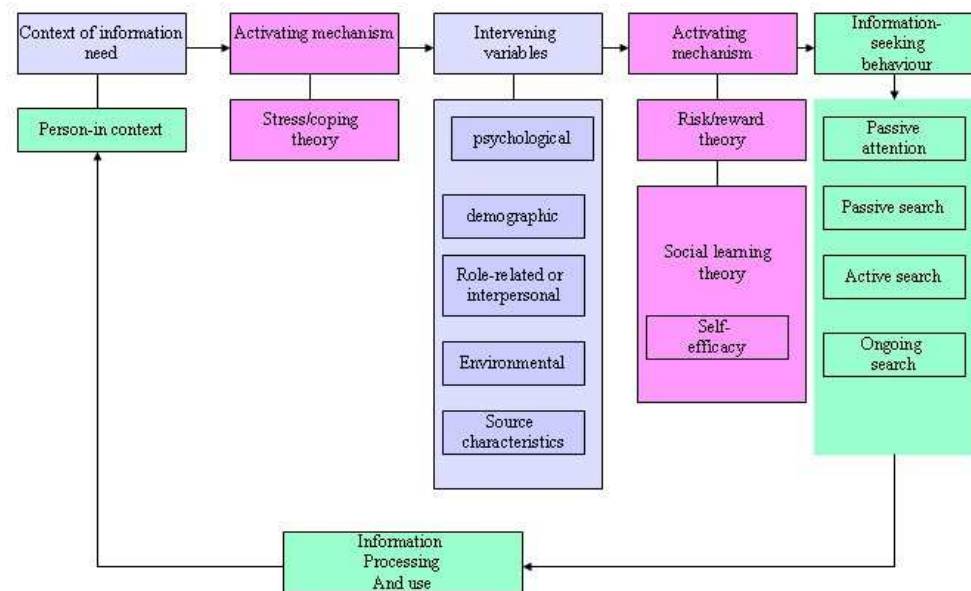 Context of information
need
Activating mechanism
Intervening
variables
Activating
mechanism
Information-
seeking
behaviour
Person-in context
Stress/coping
theory
psychological
demographic
Role-related or
interpersonal
Environmental
Source
characteristics
Risk/reward
theory
Social learning
theory
Self-
efficacy
Passive
attention
Passive search
Active search
Ongoing
search
Information
Processing
And use